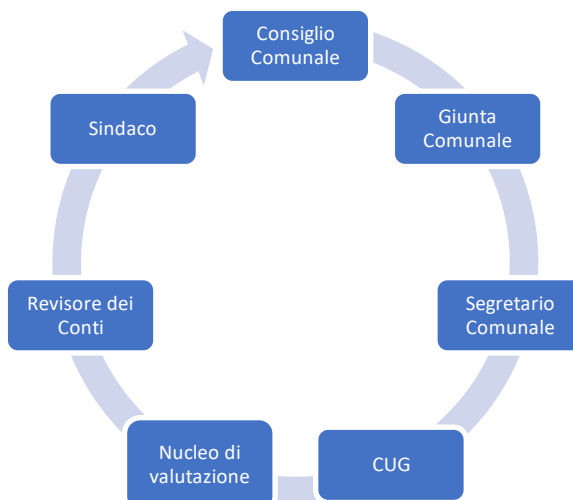 Consiglio
Comunale
Giunta
Comunale
Segretario
Comunale
CUG
Nucleo di
valutazione
Revisore dei
Conti
Sindaco